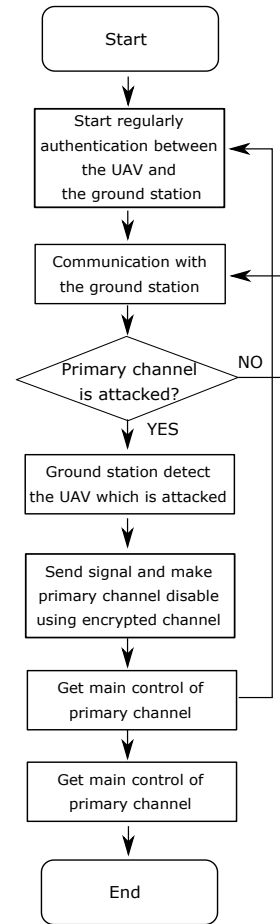 Start
Start regularly
authentication between
the UAV and
the ground station
Communication with
the ground station
Primary channel
is attacked?
NO
YES
Ground station detect
the UAV which is attacked
Send signal and make
primary channel disable
using encrypted channel
Get main control of
primary channel
Get main control of
primary channel
End